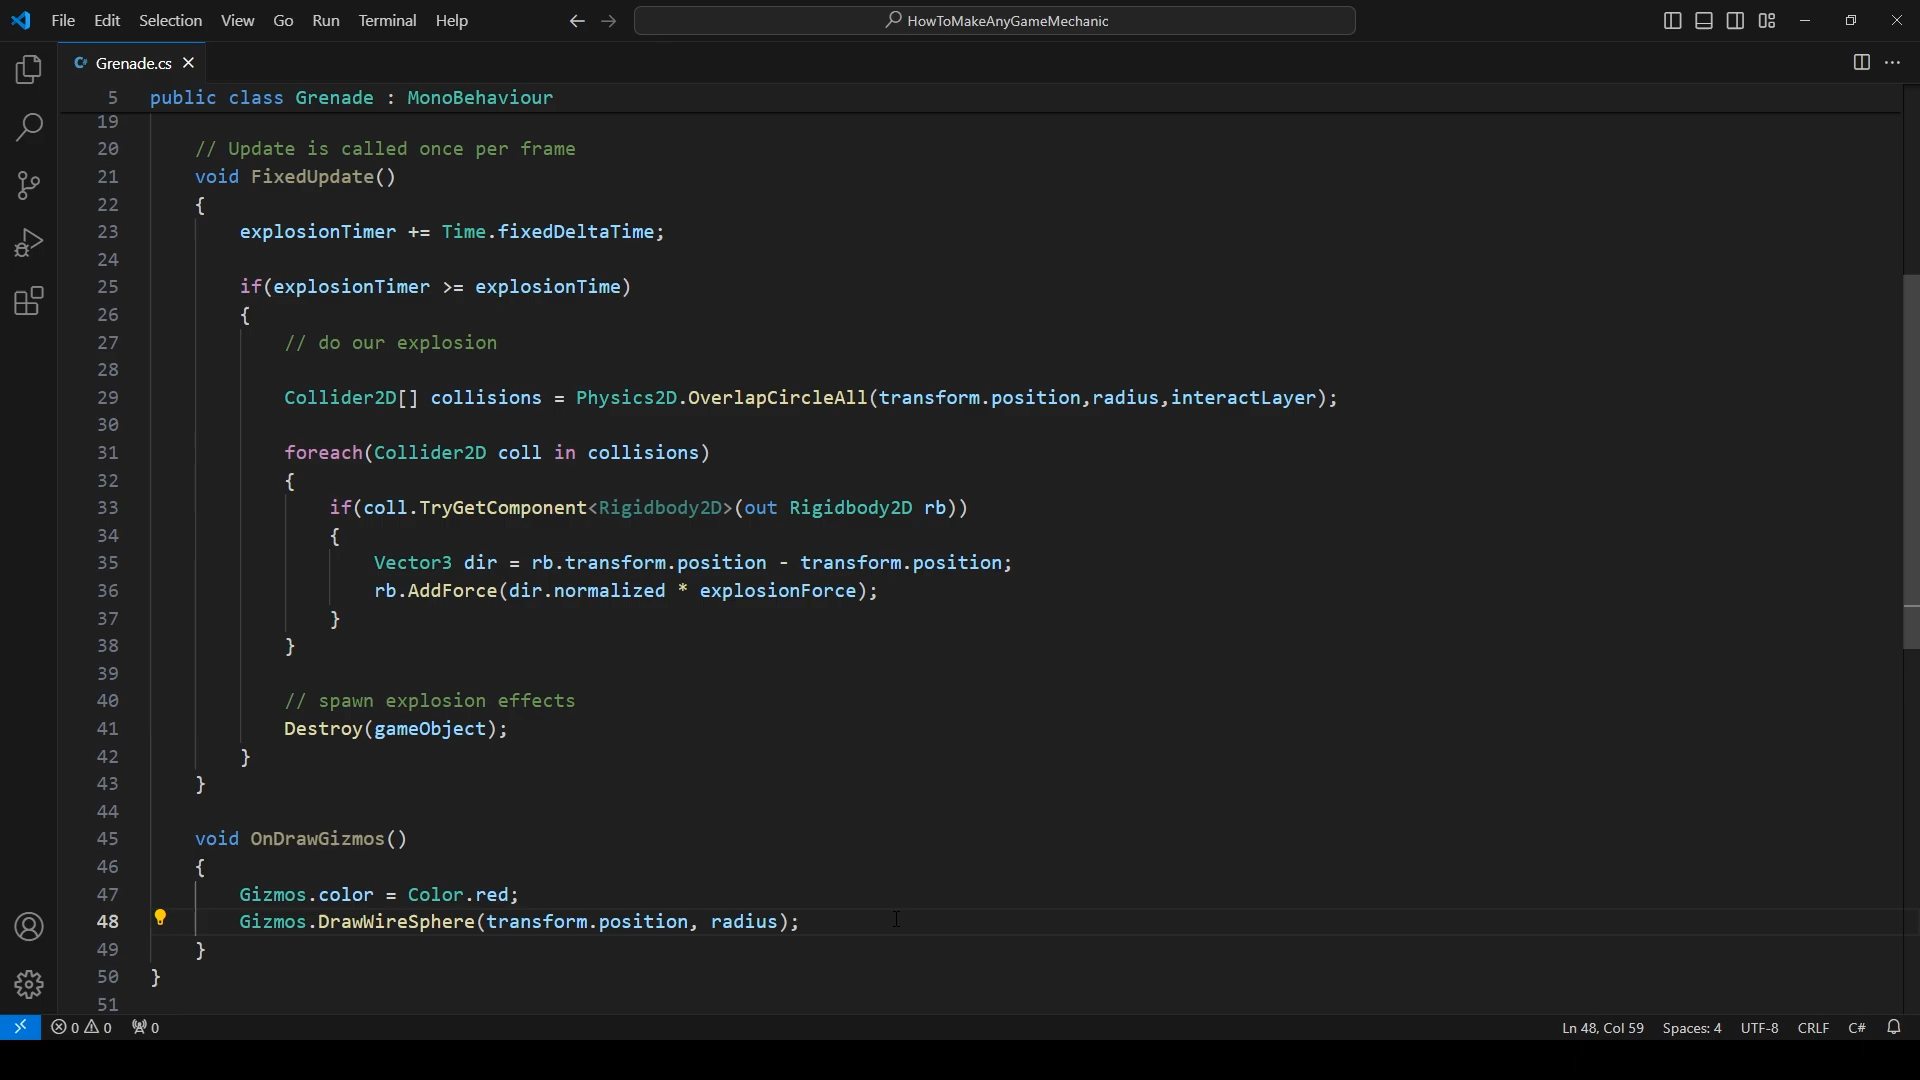 File Edit Selection View Go Run Terminal Help HowToMakeAnyGameMechanic
Grenade.cs
5 public class Grenade : MonoBehaviour
19
20 // Update is called once per frame
21 void FixedUpdate()
22 {
23 explosionTimer += Time.fixedDeltaTime;
24
25 if(explosionTimer >= explosionTime)
26 {
27 // do our explosion
28
29 Collider2D[] collisions = Physics2D.OverlapCircleAll(transform.position,radius,interactLayer);
30
31 foreach(Collider2D coll in collisions)
32 {
33 if(coll.TryGetComponent<Rigidbody2D>(out Rigidbody2D rb))
34 {
35 Vector3 dir = rb.transform.position - transform.position;
36 rb.AddForce(dir.normalized * explosionForce);
37 }
38 }
39
40 // spawn explosion effects
41 Destroy(gameObject);
42 }
43 }
44
45 void OnDrawGizmos()
46 {
47 Gizmos.color = Color.red;
48 Gizmos.DrawWireSphere(transform.position, radius);
49 }
50 }
51
0 0 0 Ln 48, Col 59 Spaces: 4 UTF-8 CRLF C#